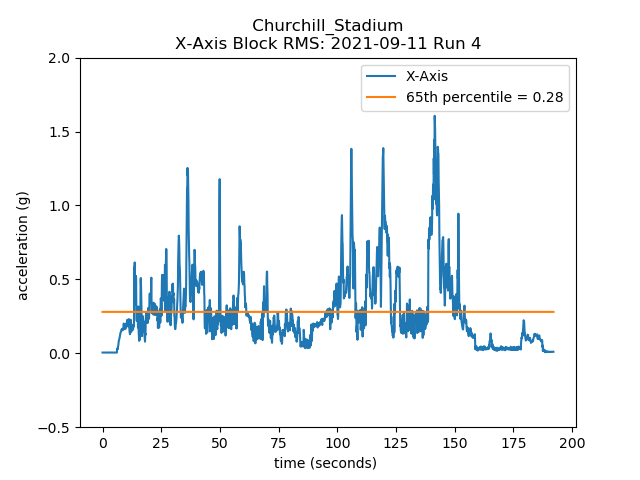 Churchill_Stadium
X-Axis Block RMS: 2021-09-11 Run 4
X-Axis
65th percentile = 0.28
acceleration (g)
2.0
1.5
1.0
0.5
0.0
−0.5
0 25 50 75 100 125 150 175 200
time (seconds)